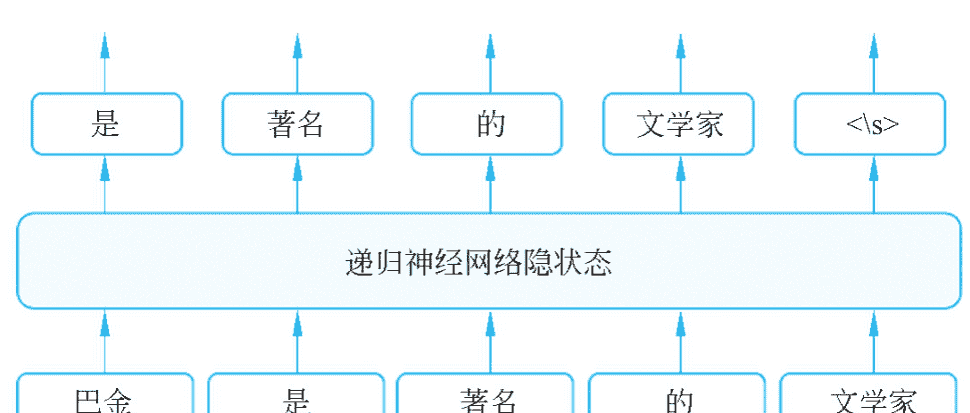 是 著名 的 文学家 <\s>
递归神经网络隐状态
巴金 是 著名 的 文学家